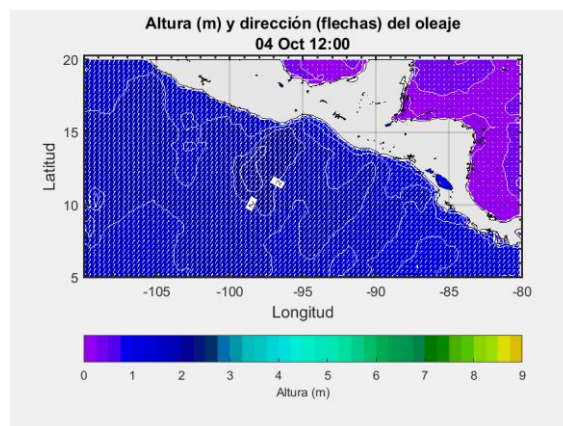 Altura (m) y dirección (flechas) del oleaje
04 Oct 12:00
20
15
10
5
Latitud
-105 -100 -95 -90 -85 -80
Longitud
0 1 2 3 4 5 6 7 8 9
Altura (m)